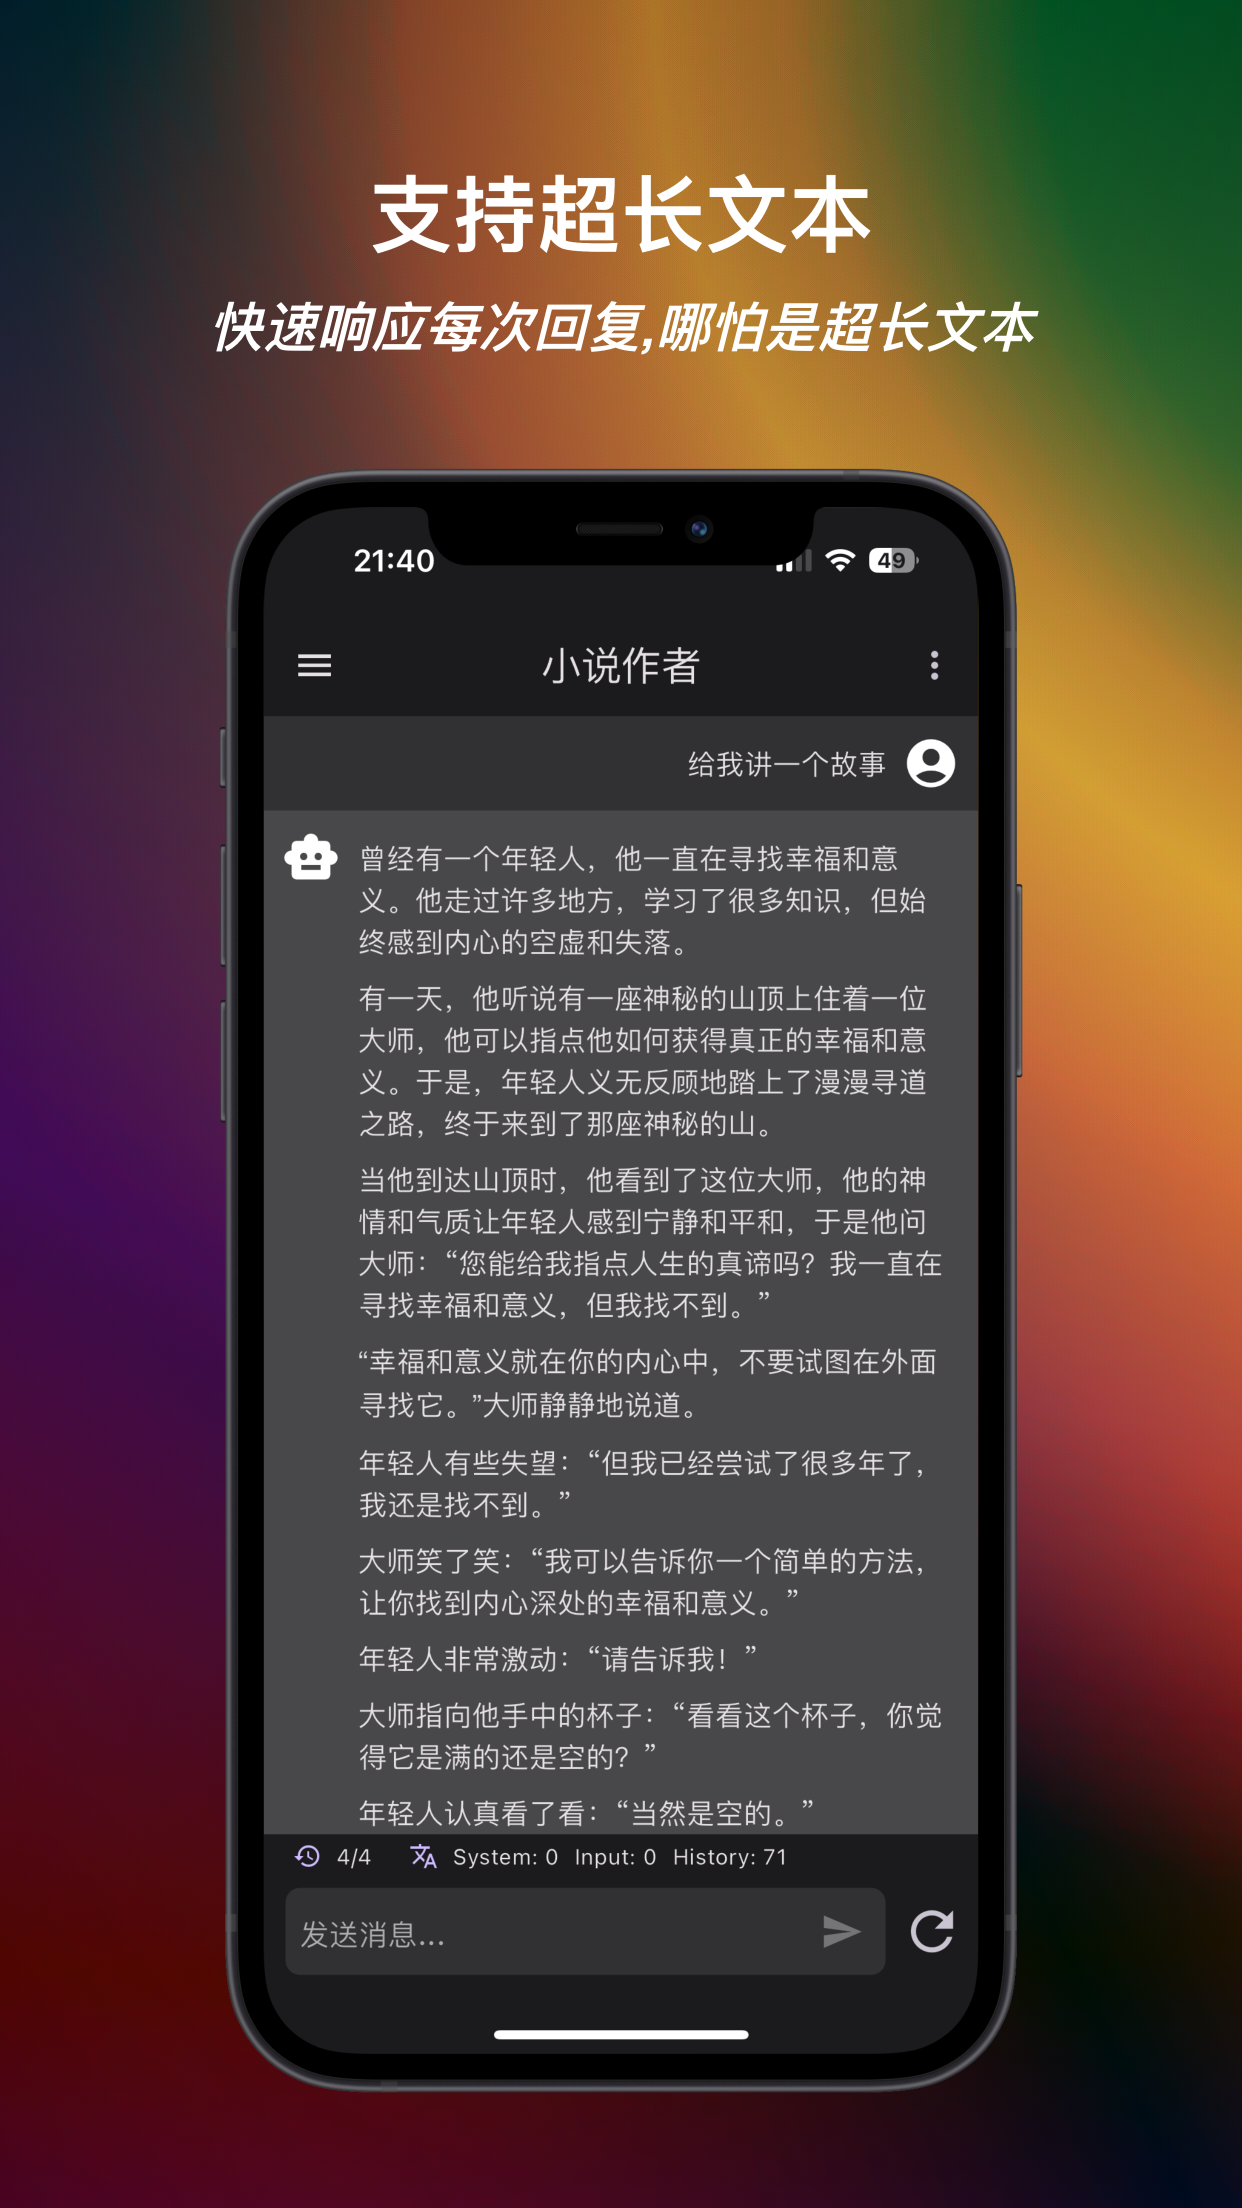 支持超长文本
快速响应每次回复,哪怕是超长文本
21:40
49
小说作者
给我讲一个故事
曾经有一个年轻人，他一直在寻找幸福和意
义。他走过许多地方，学习了很多知识，但始
终感到内心的空虚和失落。
有一天，他听说有一座神秘的山顶上住着一位
大师，他可以指点他如何获得真正的幸福和意
义。于是，年轻人义无反顾地踏上了漫漫寻道
之路，终于来到了那座神秘的山。
当他到达山顶时，他看到了这位大师，他的神
情和气质让年轻人感到宁静和平和，于是他问
大师：“您能给我指点人生的真谛吗？我一直在
寻找幸福和意义，但我找不到。”
“幸福和意义就在你的内心中，不要试图在外面
寻找它。”大师静静地说道。
年轻人有些失望：“但我已经尝试了很多年了，
我还是找不到。”
大师笑了笑：“我可以告诉你一个简单的方法，
让你找到内心深处的幸福和意义。”
年轻人非常激动：“请告诉我！”
大师指向他手中的杯子：“看看这个杯子，你觉
得它是满的还是空的？”
年轻人认真看了看：“当然是空的。”
4/4 System: 0 Input: 0 History: 71
发送消息...